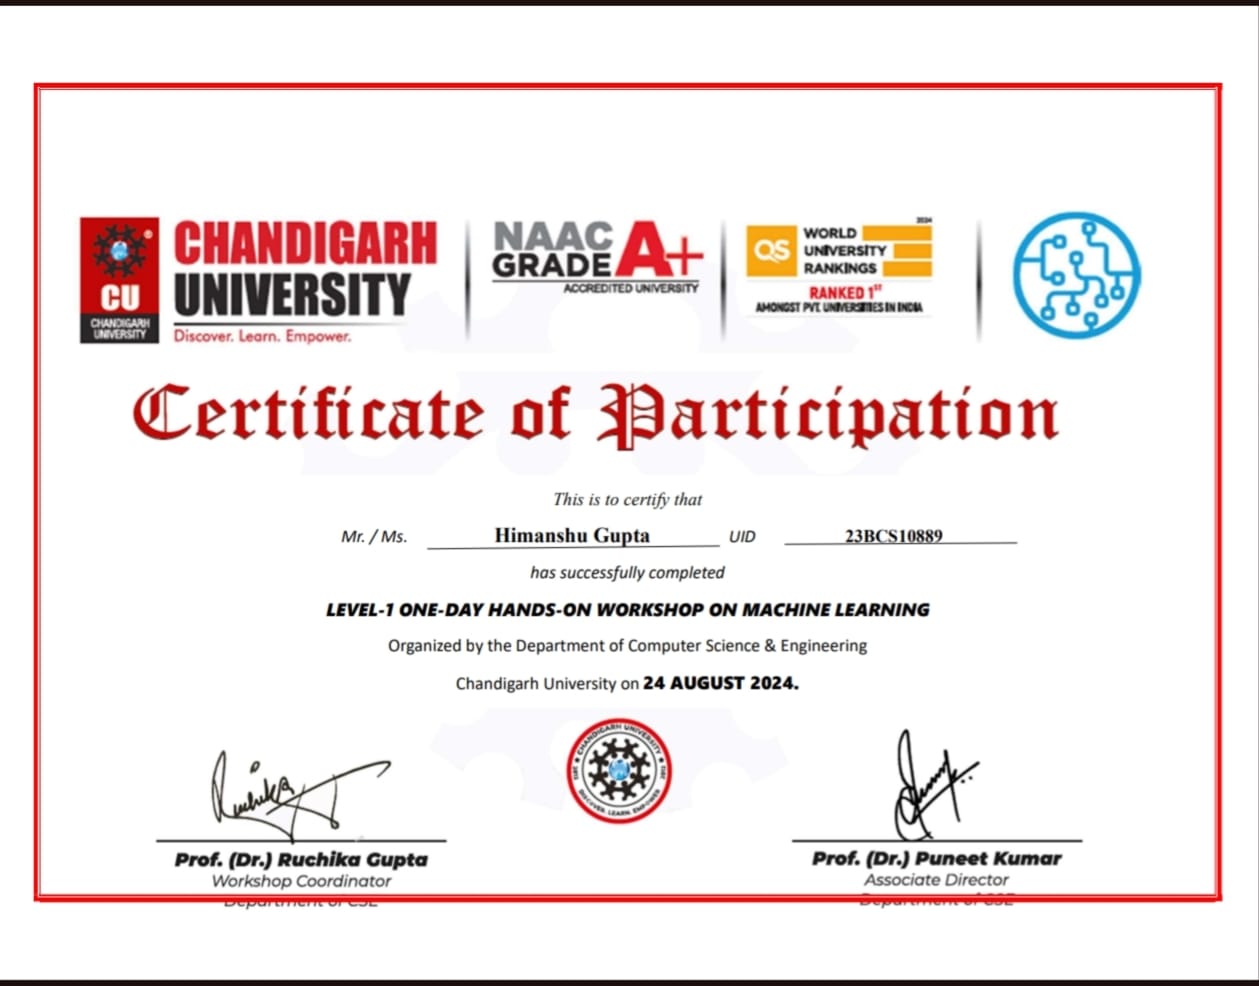 CU
CHANDIGARH
UNIVERSITY
CHANDIGARH
UNIVERSITY
Discover. Learn. Empower.
NAAC
GRADE A+
ACCREDITED UNIVERSITY
2024
QS WORLD
UNIVERSITY
RANKINGS
RANKED 1ST
AMONGST PVT. UNIVERSITIES IN INDIA
Certificate of Participation
This is to certify that
Mr. / Ms. Himanshu Gupta UID 23BCS10889
has successfully completed
LEVEL-1 ONE-DAY HANDS-ON WORKSHOP ON MACHINE LEARNING
Organized by the Department of Computer Science & Engineering
Chandigarh University on 24 AUGUST 2024.
CHANDIGARH UNIVERSITY
DISCOVER. LEARN. EMPOWER
Ruchika
Prof. (Dr.) Ruchika Gupta
Workshop Coordinator
Department of CSE
Prof. (Dr.) Puneet Kumar
Associate Director
Department of CSE